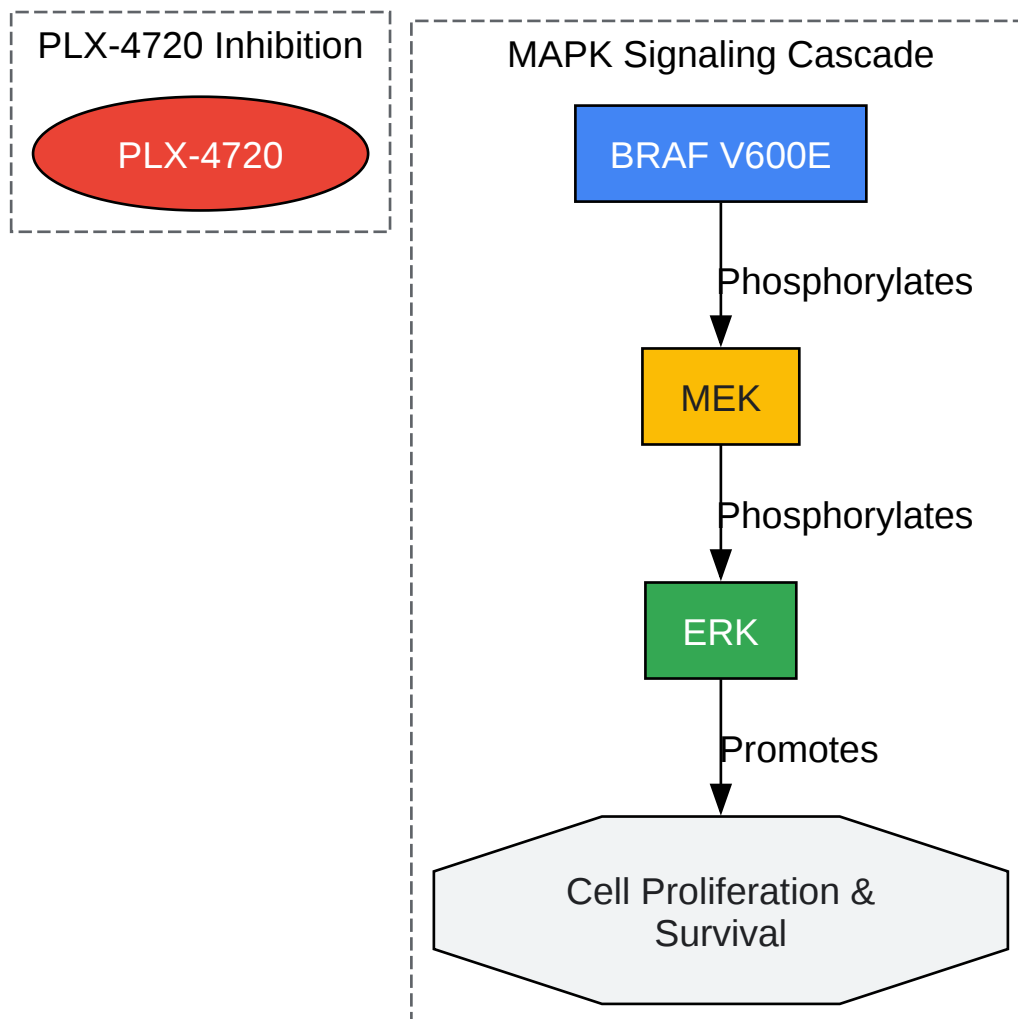 PLX-4720 Inhibition
PLX-4720
MAPK Signaling Cascade
BRAF V600E
Phosphorylates
MEK
Phosphorylates
ERK
Promotes
Cell Proliferation &
Survival